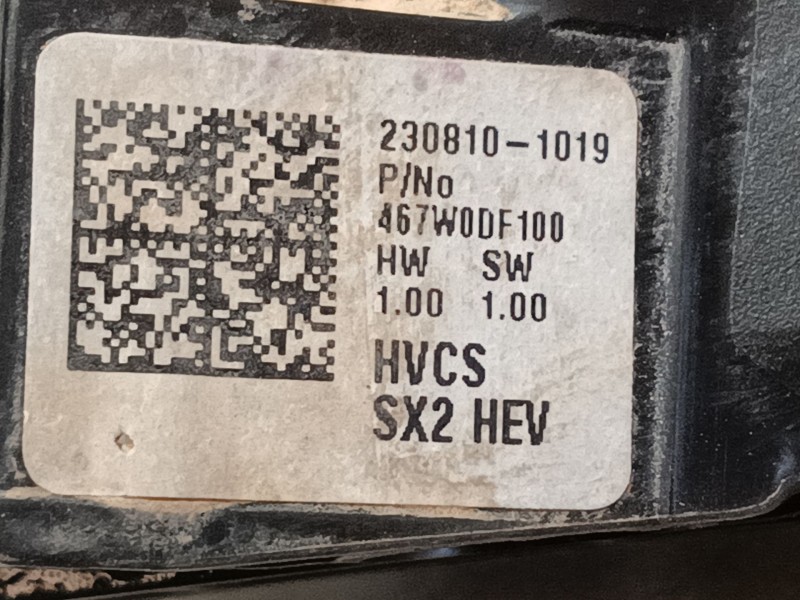 230810-1019
P/No
467W0DF100
HW SW
1.00 1.00
HVCS
SX2 HEV